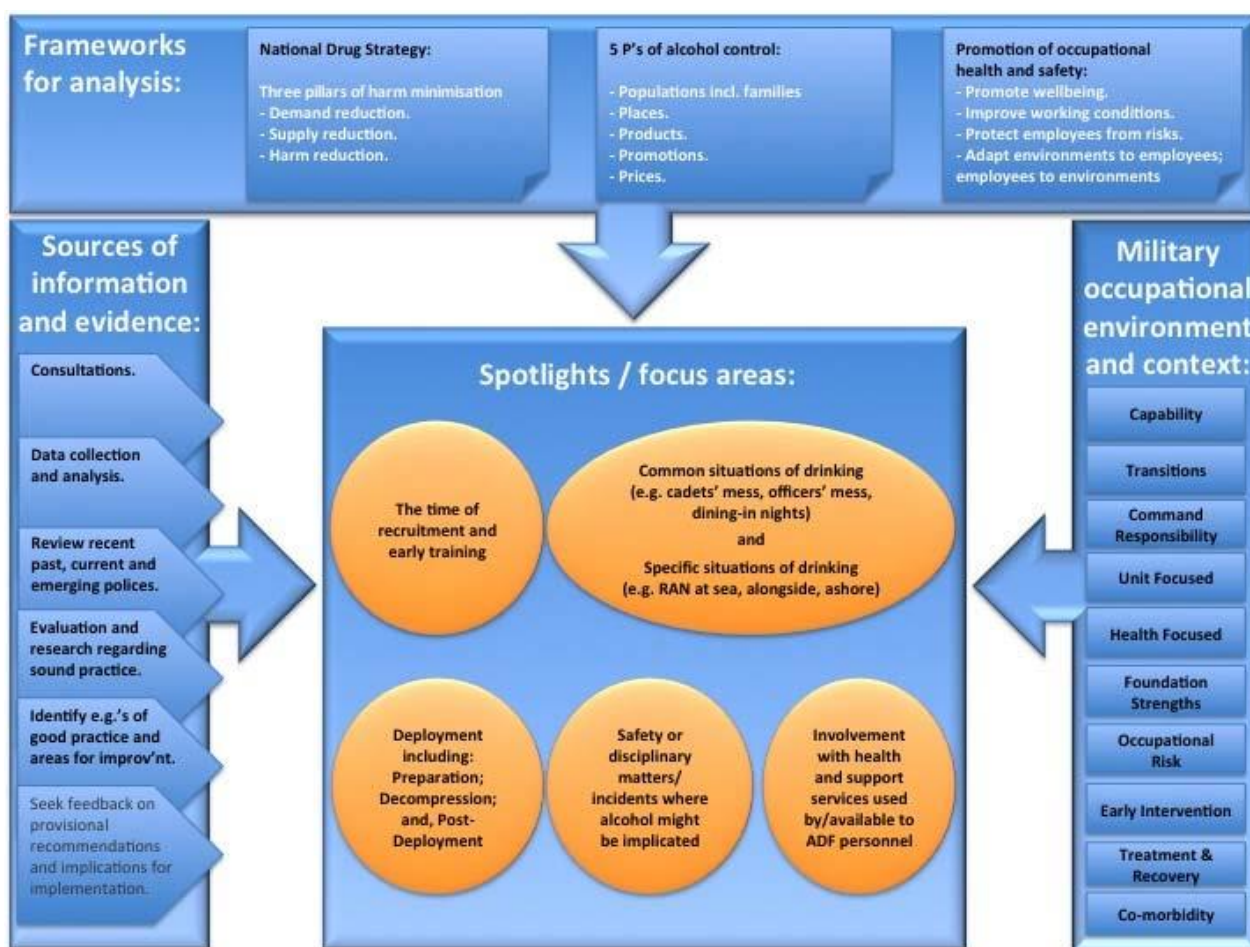 Frameworks
for analysis:
National Drug Strategy:
Three pillars of harm minimisation
- Demand reduction.
- Supply reduction.
- Harm reduction.
5 P's of alcohol control:
- Populations incl. families
- Places.
- Products.
- Promotions.
- Prices.
Promotion of occupational
health and safety:
- Promote wellbeing.
- Improve working conditions.
- Protect employees from risks.
- Adapt environments to employees;
employees to environments
Sources of
information
and evidence:
Consultations.
Data collection
and analysis.
Review recent
past, current and
emerging polices.
Evaluation and
research regarding
sound practice.
Identify e.g.'s of
good practice and
areas for improv'nt.
Seek feedback on
provisional
recommendations
and implications for
implementation.
Spotlights / focus areas:
The time of
recruitment and
early training
Common situations of drinking
(e.g. cadets' mess, officers' mess,
dining-in nights)
and
Specific situations of drinking
(e.g. RAN at sea, alongside, ashore)
Deployment
including:
Preparation;
Decompression;
and, Post-
Deployment
Safety or
disciplinary
matters/
incidents where
alcohol might
be implicated
Involvement
with health
and support
services used
by/available to
ADF personnel
Military
occupational
environment
and context:
Capability
Transitions
Command
Responsibility
Unit Focused
Health Focused
Foundation
Strengths
Occupational
Risk
Early Intervention
Treatment &
Recovery
Co-morbidity